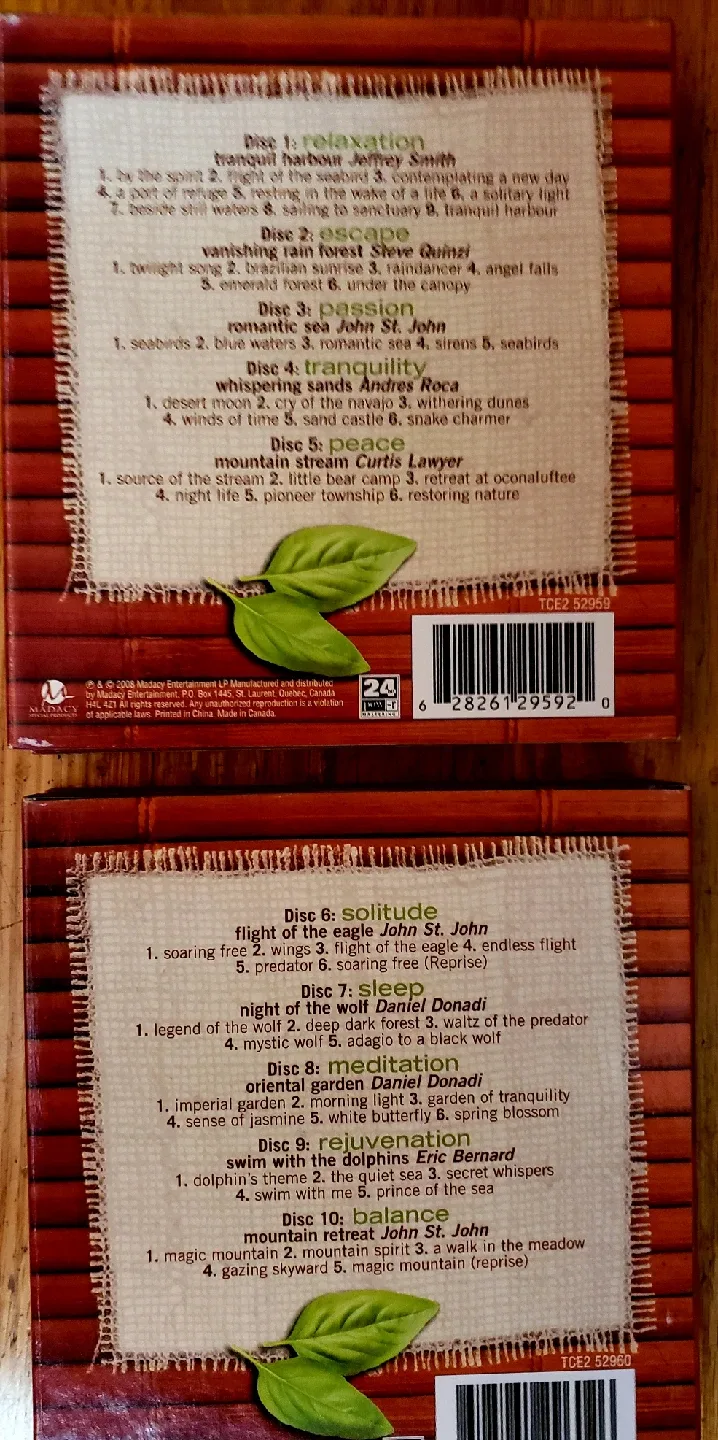 Disc 1: relaxation
tranquil harbour Jeffrey Smith
1. by the spirit 2. flight of the seabird 3. contemplating a new day
4. a port of refuge 5. resting in the wake of a life 6. a solitary light
7. beside still waters 8. sailing to sanctuary 9. tranquil harbour
Disc 2: escape
vanishing rain forest Steve Quinzi
1. twilight song 2. brazilian sunrise 3. raindancer 4. angel falls
5. emerald forest 6. under the canopy
Disc 3: passion
romantic sea John St. John
1. seabirds 2. blue waters 3. romantic sea 4. sirens 5. seabirds
Disc 4: tranquility
whispering sands Andres Roca
1. desert moon 2. cry of the navajo 3. withering dunes
4. winds of time 5. sand castle 6. snake charmer
Disc 5: peace
mountain stream Curtis Lawyer
1. source of the stream 2. little bear camp 3. retreat at oconaluftee
4. night life 5. pioneer township 6. restoring nature
TCE2 52959
MADACY
℗ & © 2008 Madacy Entertainment LP Manufactured and distributed
by Madacy Entertainment, P.O. Box 1445, St. Laurent, Quebec, Canada
H4L 4Z1 All rights reserved. Any unauthorized reproduction is a violation
of applicable laws. Printed in China. Made in Canada.
24
6 28261 29592 0
Disc 6: solitude
flight of the eagle John St. John
1. soaring free 2. wings 3. flight of the eagle 4. endless flight
5. predator 6. soaring free (Reprise)
Disc 7: sleep
night of the wolf Daniel Donadi
1. legend of the wolf 2. deep dark forest 3. waltz of the predator
4. mystic wolf 5. adagio to a black wolf
Disc 8: meditation
oriental garden Daniel Donadi
1. imperial garden 2. morning light 3. garden of tranquility
4. sense of jasmine 5. white butterfly 6. spring blossom
Disc 9: rejuvenation
swim with the dolphins Eric Bernard
1. dolphin's theme 2. the quiet sea 3. secret whispers
4. swim with me 5. prince of the sea
Disc 10: balance
mountain retreat John St. John
1. magic mountain 2. mountain spirit 3. a walk in the meadow
4. gazing skyward 5. magic mountain (reprise)
TCE2 52960